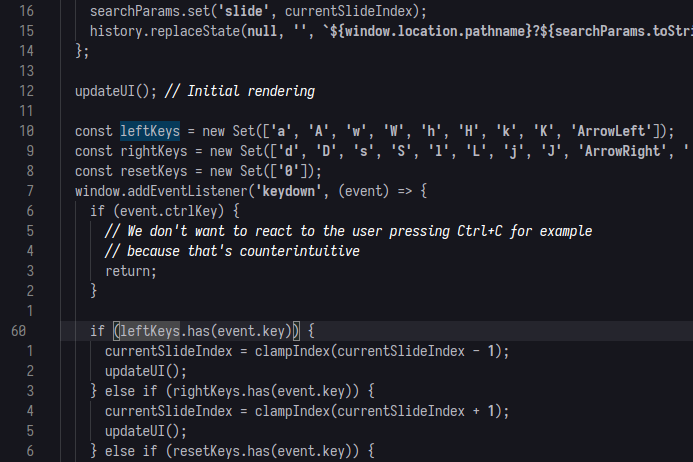 16 searchParams.set('slide', currentSlideIndex);
15 history.replaceState(null, '', `${window.location.pathname}?${searchParams.toStri
14 };
13
12 updateUI(); // Initial rendering
11
10 const leftKeys = new Set(['a', 'A', 'w', 'W', 'h', 'H', 'k', 'K', 'ArrowLeft']);
9 const rightKeys = new Set(['d', 'D', 's', 'S', 'l', 'L', 'j', 'J', 'ArrowRight', '
8 const resetKeys = new Set(['0']);
7 window.addEventListener('keydown', (event) => {
6 if (event.ctrlKey) {
5 // We don't want to react to the user pressing Ctrl+C for example
4 // because that's counterintuitive
3 return;
2 }
1
60 if (leftKeys.has(event.key)) {
1 currentSlideIndex = clampIndex(currentSlideIndex - 1);
2 updateUI();
3 } else if (rightKeys.has(event.key)) {
4 currentSlideIndex = clampIndex(currentSlideIndex + 1);
5 updateUI();
6 } else if (resetKeys.has(event.key)) {